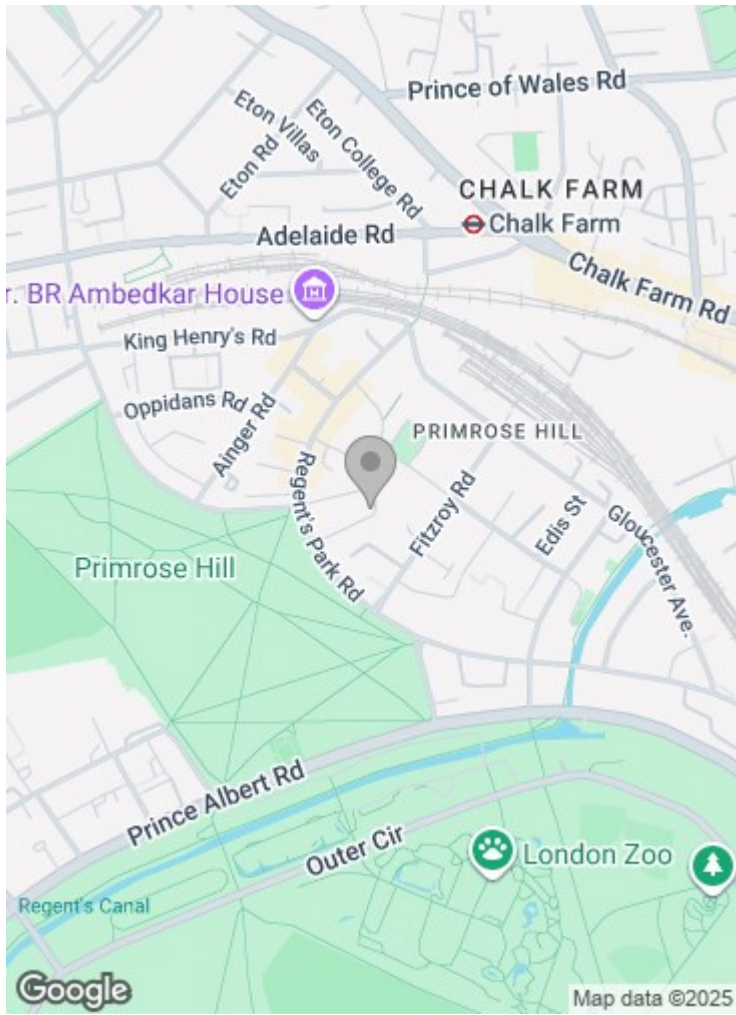 Prince of Wales Rd
Eton Villas
Eton College Rd
Eton Rd
CHALK FARM
Chalk Farm
Adelaide Rd
Chalk Farm Rd
r. BR Ambedkar House
King Henry's Rd
Oppidans Rd
Ainger Rd
PRIMROSE HILL
Regent's Park Rd
Fitzroy Rd
Edis St
Gloucester Ave.
Primrose Hill
Prince Albert Rd
Outer Cir
London Zoo
Regent's Canal
Google
Map data ©2025